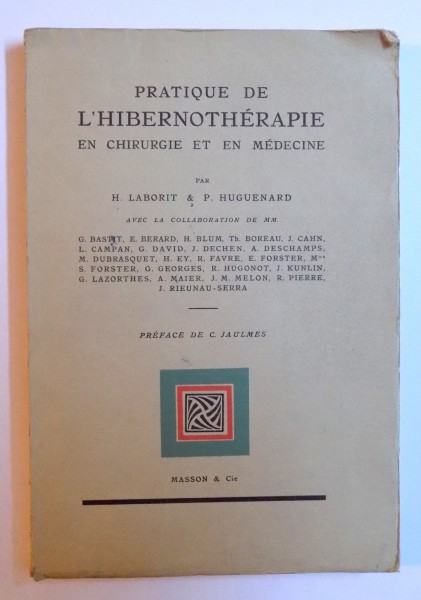 PRATIQUE DE
L'HIBERNOTHÉRAPIE
EN CHIRURGIE ET EN MÉDECINE
PAR
H. LABORIT & P. HUGUENARD
AVEC LA COLLABORATION DE MM.
G. BASTIT, E. BERARD, H. BLUM, Th. BOREAU, J. CAHN,
L. CAMPAN, G. DAVID, J. DECHEN, A. DESCHAMPS,
M. DUBRASQUET, H. EY, R. FAVRE, E. FORSTER, Mme
S. FORSTER, G. GEORGES, R. HUGONOT, J. KUNLIN,
G. LAZORTHES, A. MAIER, J. M. MELON, R. PIERRE,
J. RIEUNAU-SERRA
PRÉFACE DE C. JAULMES
MASSON & Cie